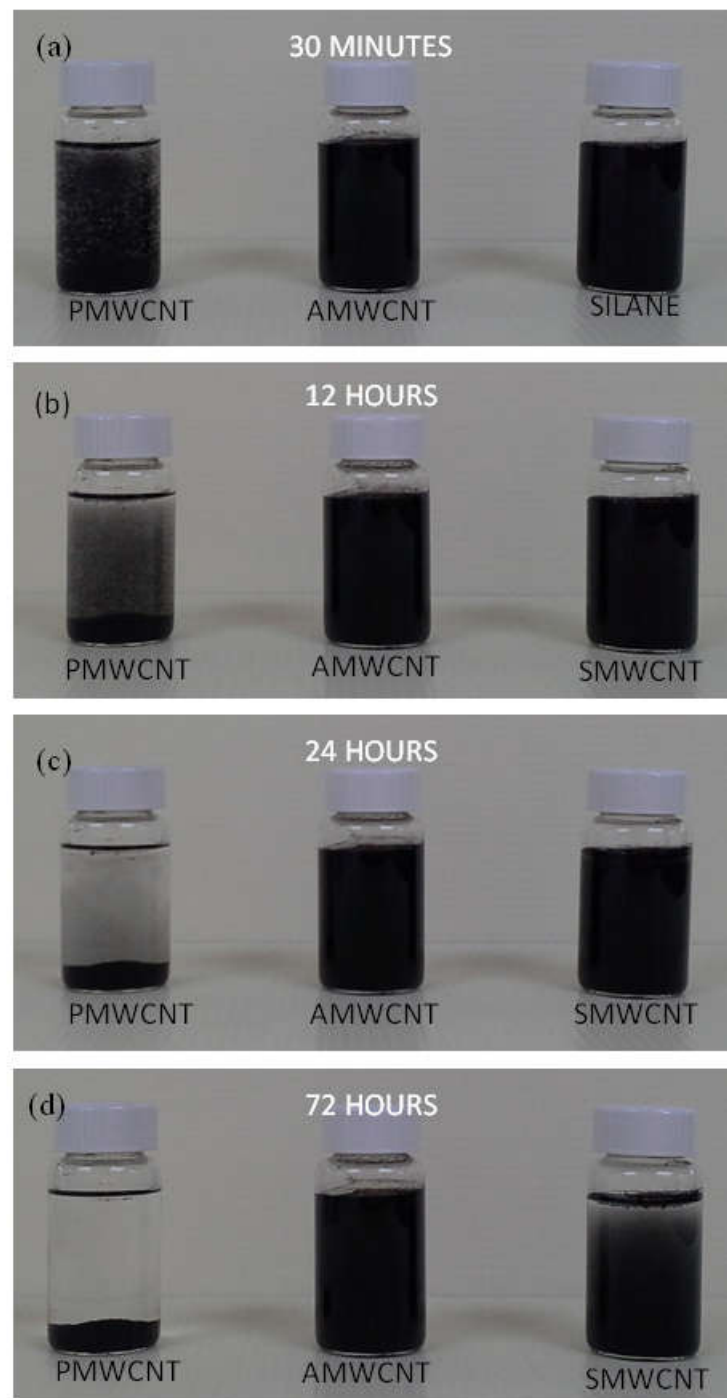 (a) 30 MINUTES
PMWCNT AMWCNT SILANE
(b) 12 HOURS
PMWCNT AMWCNT SMWCNT
(c) 24 HOURS
PMWCNT AMWCNT SMWCNT
(d) 72 HOURS
PMWCNT AMWCNT SMWCNT